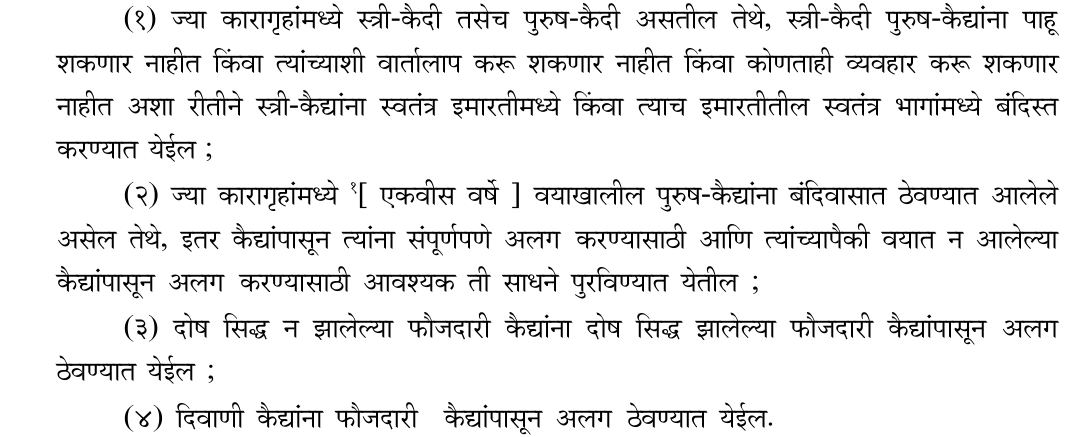 (१) ज्या कारागृहांमध्ये स्त्री-कैदी तसेच पुरुष-कैदी असतील तेथे, स्त्री-कैदी पुरुष-कैद्यांना पाहू
शकणार नाहीत किंवा त्यांच्याशी वार्तालाप करू शकणार नाहीत किंवा कोणताही व्यवहार करू शकणार
नाहीत अशा रीतीने स्त्री-कैद्यांना स्वतंत्र इमारतीमध्ये किंवा त्याच इमारतीतील स्वतंत्र भागांमध्ये बंदिस्त
करण्यात येईल ;
(२) ज्या कारागृहांमध्ये १[ एकवीस वर्षे ] वयाखालील पुरुष-कैद्यांना बंदिवासात ठेवण्यात आलेले
असेल तेथे, इतर कैद्यांपासून त्यांना संपूर्णपणे अलग करण्यासाठी आणि त्यांच्यापैकी वयात न आलेल्या
कैद्यांपासून अलग करण्यासाठी आवश्यक ती साधने पुरविण्यात येतील ;
(३) दोष सिद्ध न झालेल्या फौजदारी कैद्यांना दोष सिद्ध झालेल्या फौजदारी कैद्यांपासून अलग
ठेवण्यात येईल ;
(४) दिवाणी कैद्यांना फौजदारी कैद्यांपासून अलग ठेवण्यात येईल.